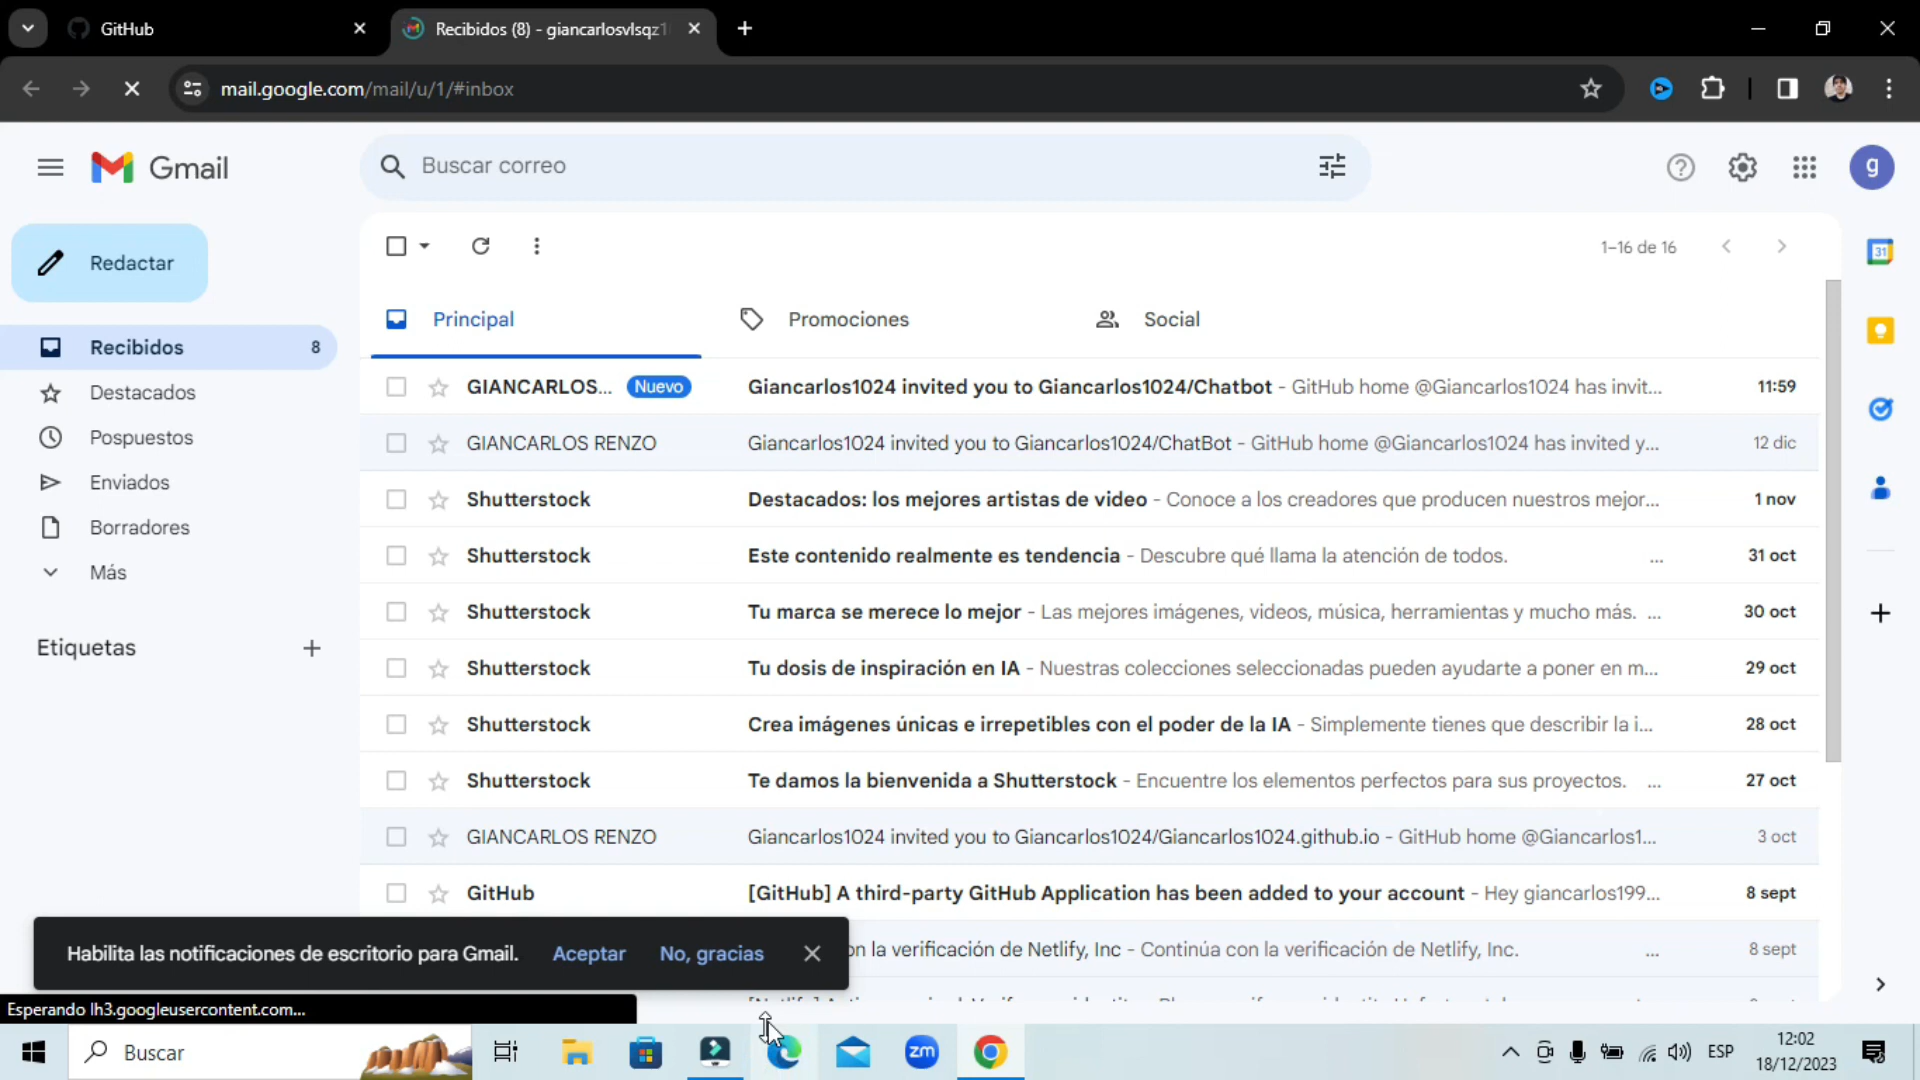 GitHub
Recibidos (8) - giancarlosvlsqz1
mail.google.com/mail/u/1/#inbox
Gmail
Buscar correo
g
Redactar
1–16 de 16
31
Principal
Promociones
Social
Recibidos 8
Destacados
Pospuestos
Enviados
Borradores
Más
Etiquetas
GIANCARLOS... Nuevo Giancarlos1024 invited you to Giancarlos1024/Chatbot - GitHub home @Giancarlos1024 has invit... 11:59
GIANCARLOS RENZO Giancarlos1024 invited you to Giancarlos1024/ChatBot - GitHub home @Giancarlos1024 has invited y... 12 dic
Shutterstock Destacados: los mejores artistas de video - Conoce a los creadores que producen nuestros mejor... 1 nov
Shutterstock Este contenido realmente es tendencia - Descubre qué llama la atención de todos. ... 31 oct
Shutterstock Tu marca se merece lo mejor - Las mejores imágenes, videos, música, herramientas y mucho más. ... 30 oct
Shutterstock Tu dosis de inspiración en IA - Nuestras colecciones seleccionadas pueden ayudarte a poner en m... 29 oct
Shutterstock Crea imágenes únicas e irrepetibles con el poder de la IA - Simplemente tienes que describir la i... 28 oct
Shutterstock Te damos la bienvenida a Shutterstock - Encuentre los elementos perfectos para sus proyectos. ... 27 oct
GIANCARLOS RENZO Giancarlos1024 invited you to Giancarlos1024/Giancarlos1024.github.io - GitHub home @Giancarlos1... 3 oct
GitHub [GitHub] A third-party GitHub Application has been added to your account - Hey giancarlos199... 8 sept
on la verificación de Netlify, Inc - Continúa con la verificación de Netlify, Inc. ... 8 sept
Habilita las notificaciones de escritorio para Gmail. Aceptar No, gracias
Esperando lh3.googleusercontent.com...
Buscar
zm
ESP
12:02
18/12/2023